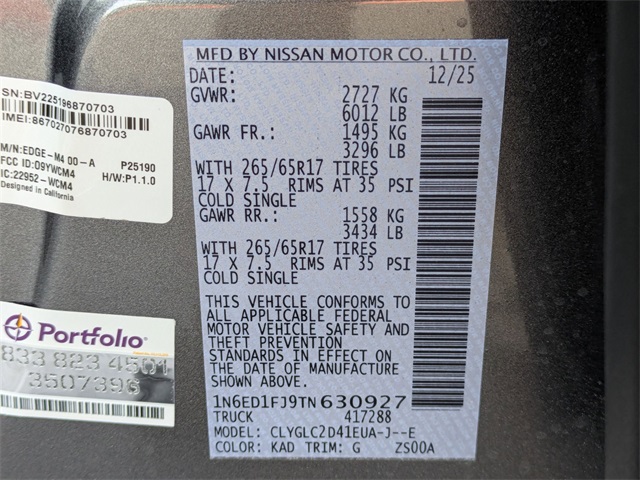 SN:BV225196870703
IMEI:867027076870703
M/N:EDGE-M4 00-A P25190
FCC ID:O9YWCM4 H/W:P1.1.0
IC:22952-WCM4
Designed in California
Portfolio
833 823 4501
3507396
MFD BY NISSAN MOTOR CO., LTD.
DATE: 12/25
GVWR: 2727 KG
6012 LB
GAWR FR.: 1495 KG
3296 LB
WITH 265/65R17 TIRES
17 X 7.5 RIMS AT 35 PSI
COLD SINGLE
GAWR RR.: 1558 KG
3434 LB
WITH 265/65R17 TIRES
17 X 7.5 RIMS AT 35 PSI
COLD SINGLE
THIS VEHICLE CONFORMS TO
ALL APPLICABLE FEDERAL
MOTOR VEHICLE SAFETY AND
THEFT PREVENTION
STANDARDS IN EFFECT ON
THE DATE OF MANUFACTURE
SHOWN ABOVE.
1N6ED1FJ9TN630927
TRUCK 417288
MODEL: CLYGLC2D41EUA-J--E
COLOR: KAD TRIM: G ZS00A